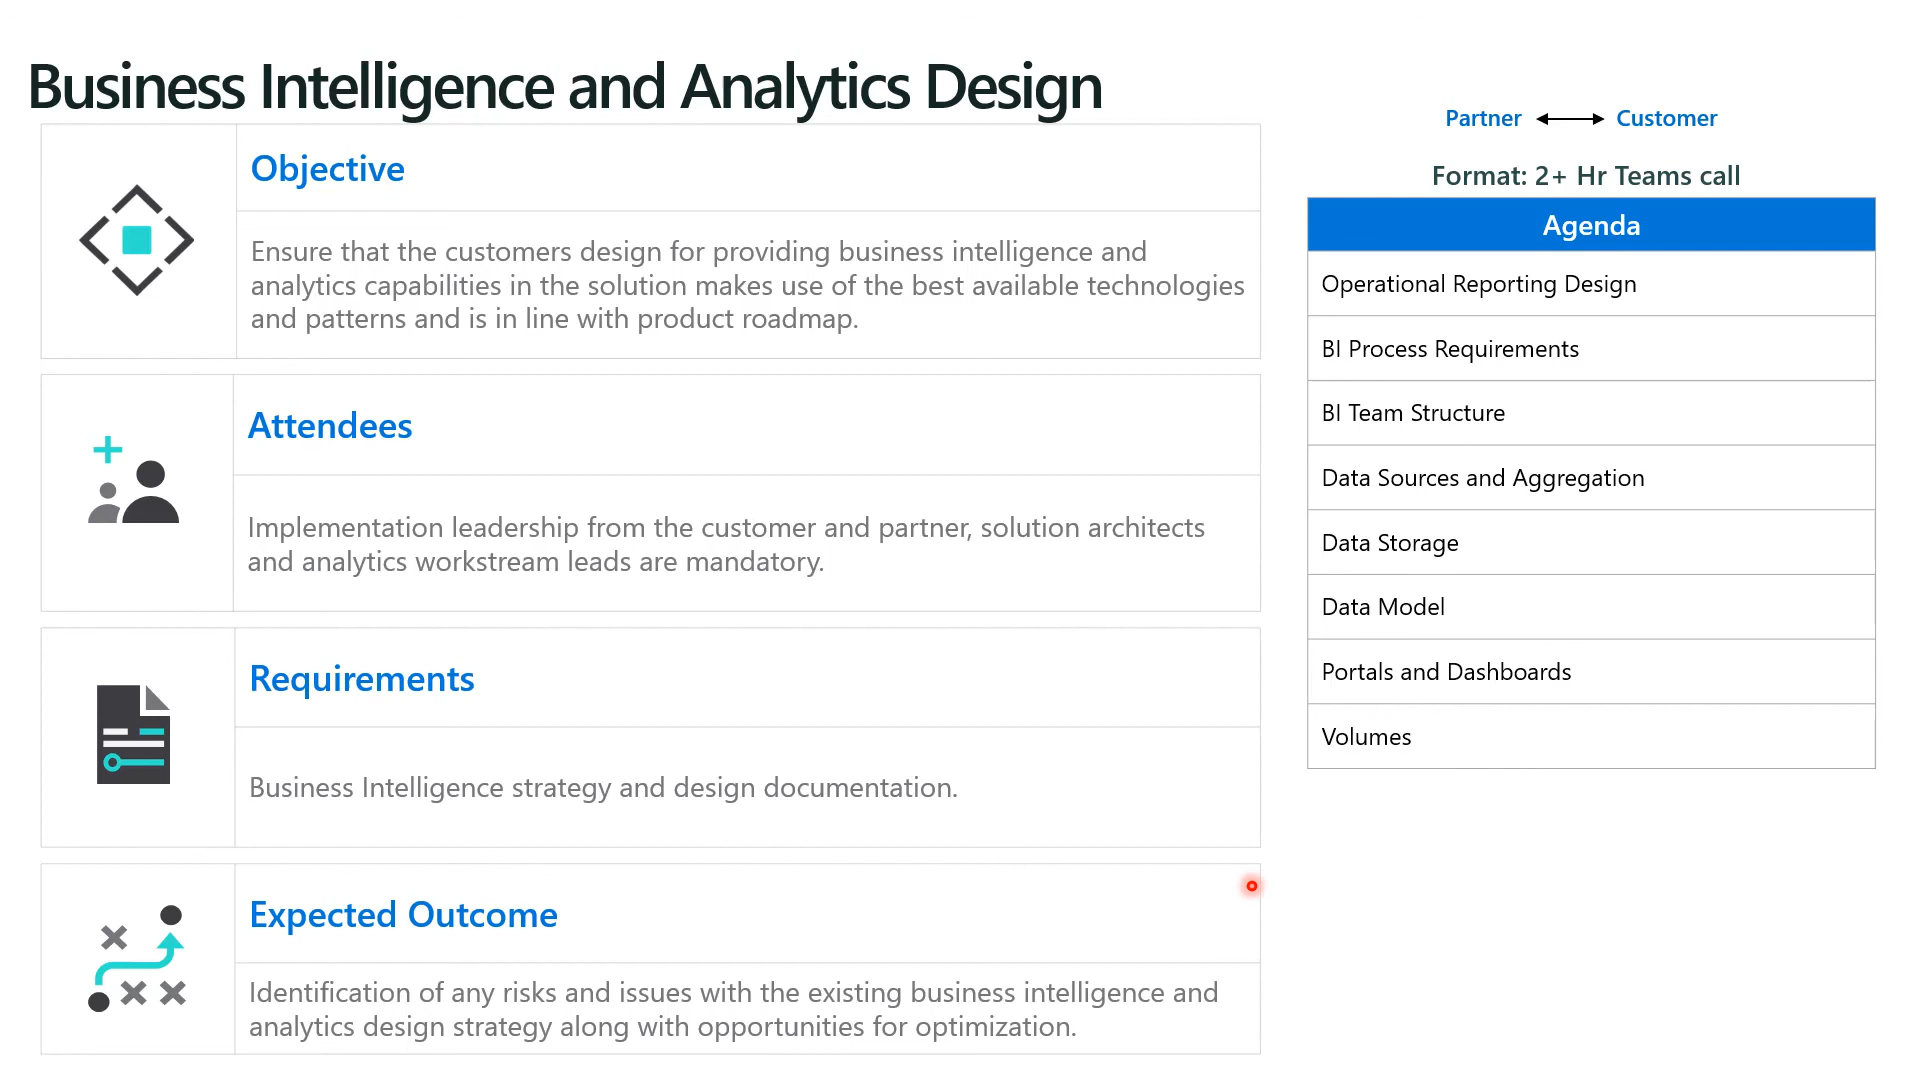 Business Intelligence and Analytics Design
Objective
Ensure that the customers design for providing business intelligence and
analytics capabilities in the solution makes use of the best available technologies
and patterns and is in line with product roadmap.
Attendees
Implementation leadership from the customer and partner, solution architects
and analytics workstream leads are mandatory.
Requirements
Business Intelligence strategy and design documentation.
Expected Outcome
Identification of any risks and issues with the existing business intelligence and
analytics design strategy along with opportunities for optimization.
Partner Customer
Format: 2+ Hr Teams call
Agenda
Operational Reporting Design
BI Process Requirements
BI Team Structure
Data Sources and Aggregation
Data Storage
Data Model
Portals and Dashboards
Volumes